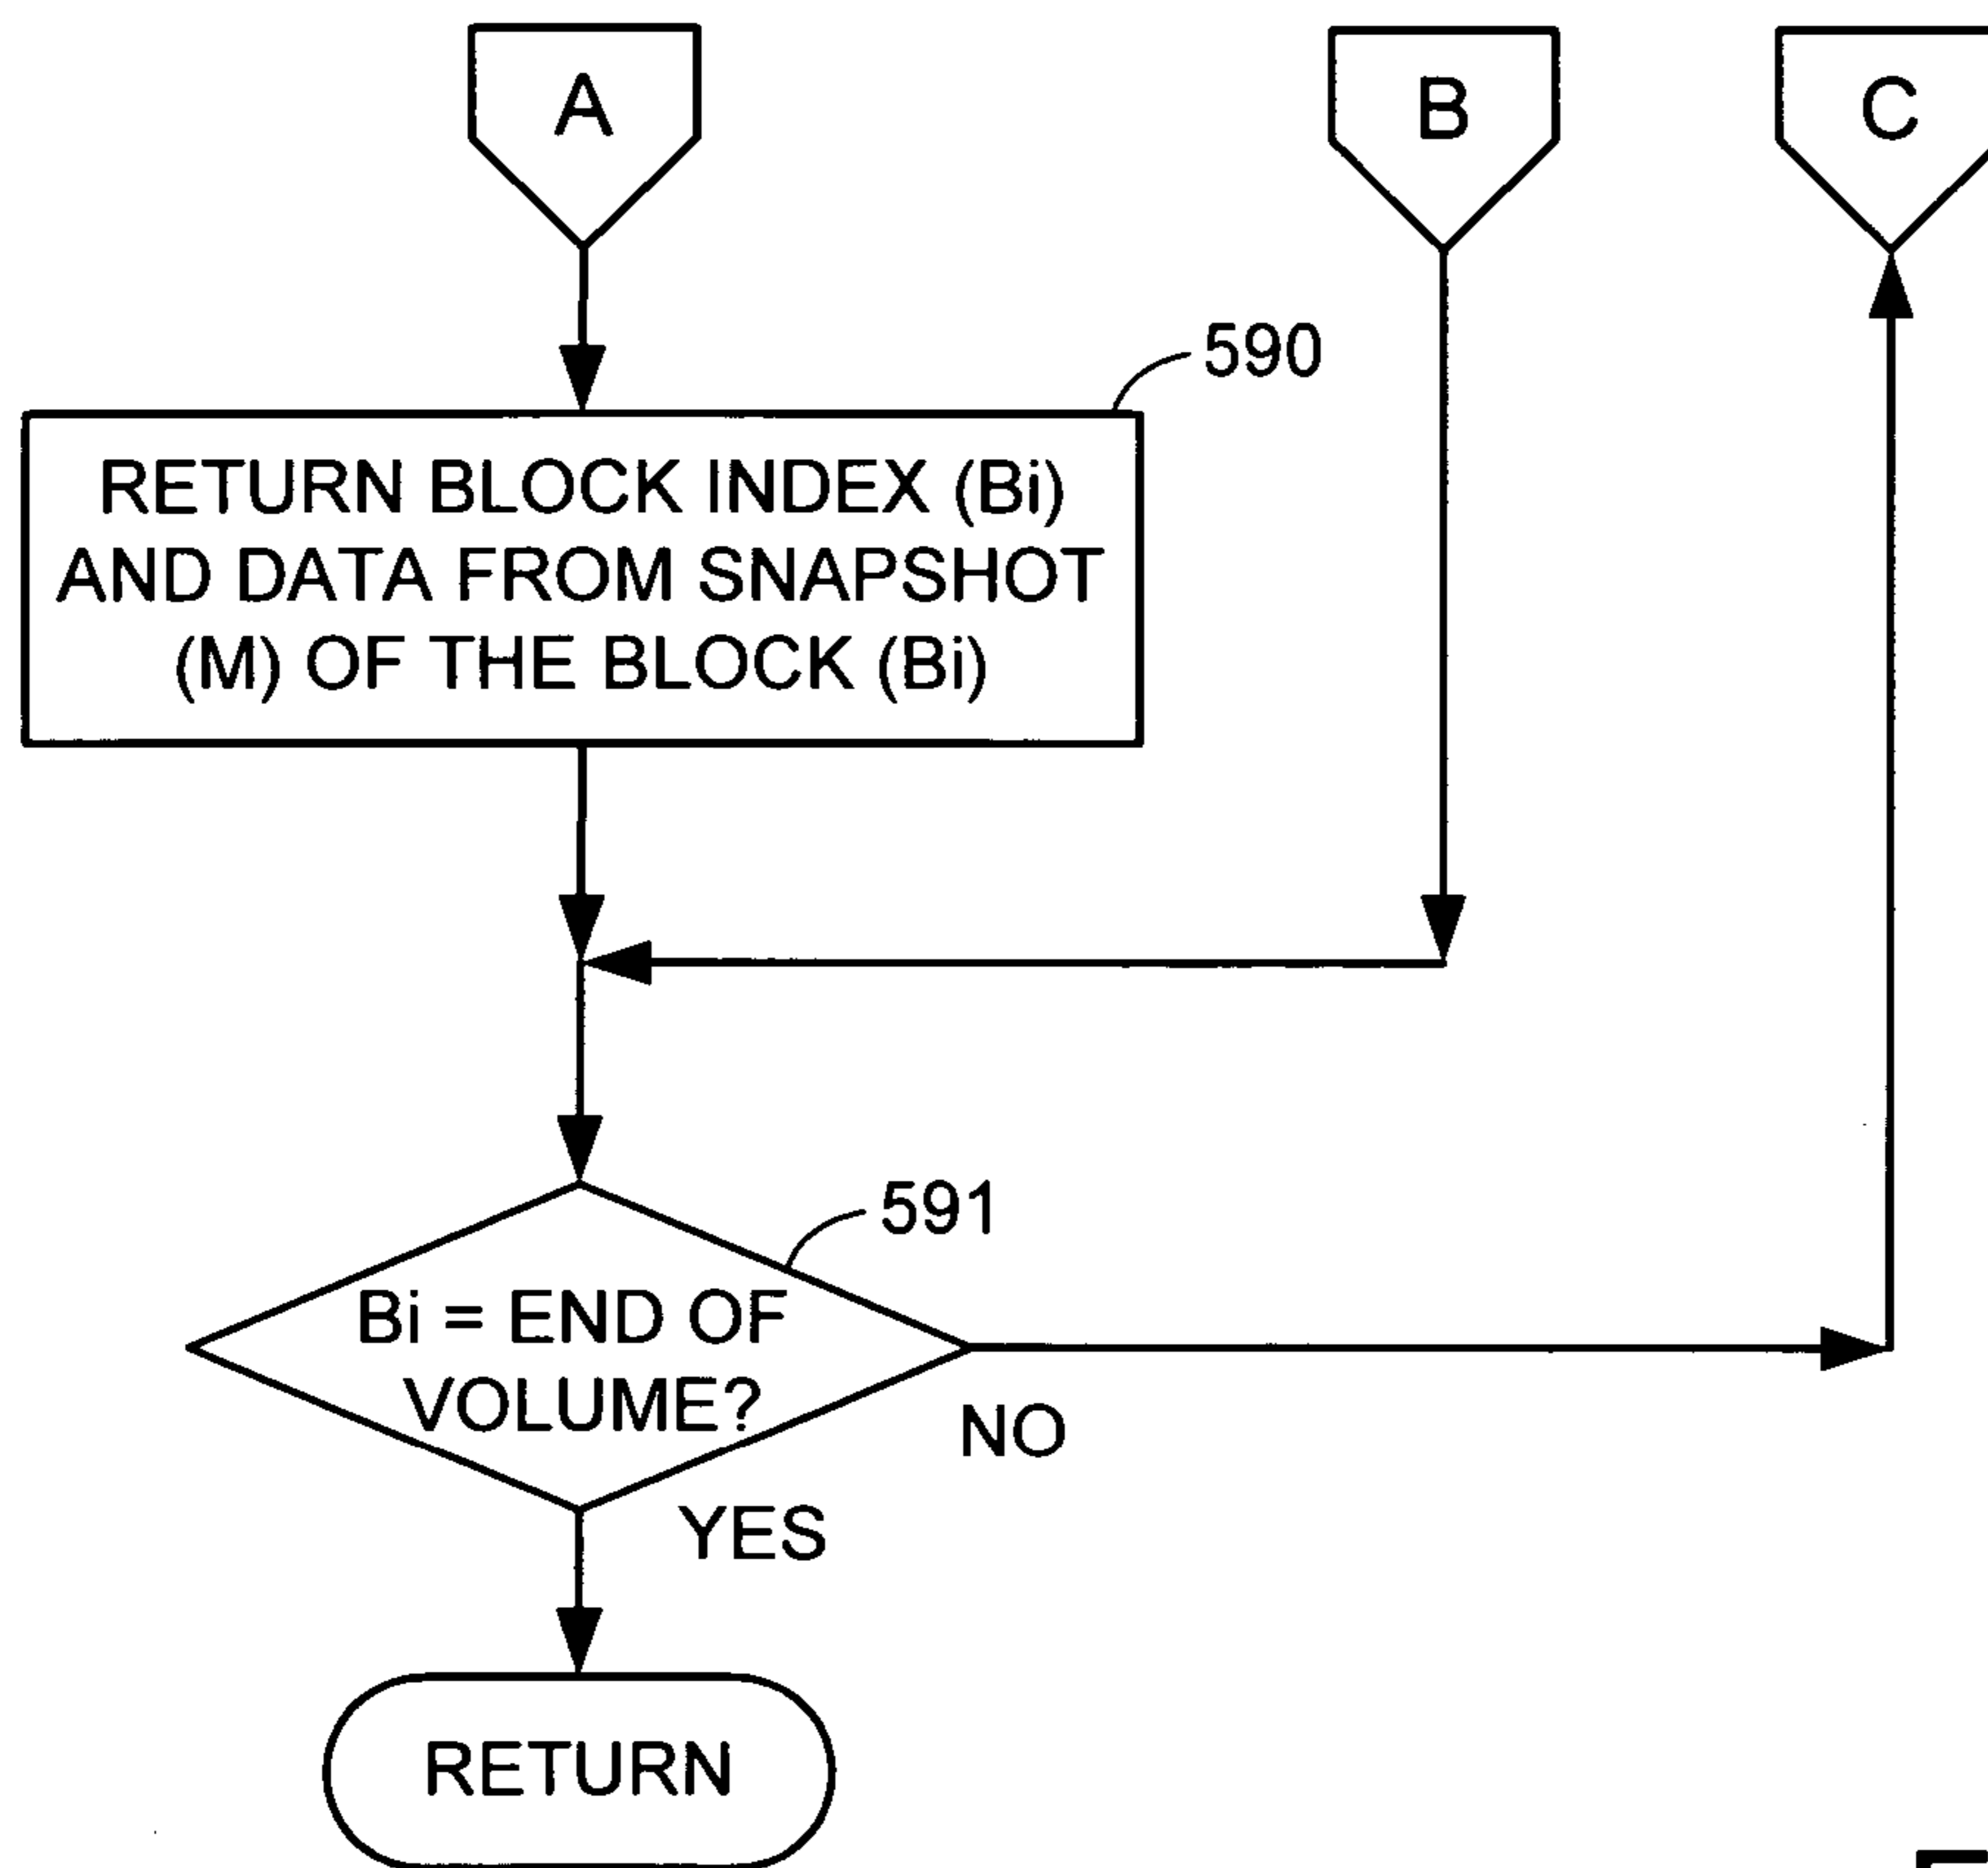 A
B
C
590
RETURN BLOCK INDEX (Bi)
AND DATA FROM SNAPSHOT
(M) OF THE BLOCK (Bi)
591
Bi = END OF
VOLUME?
NO
YES
RETURN